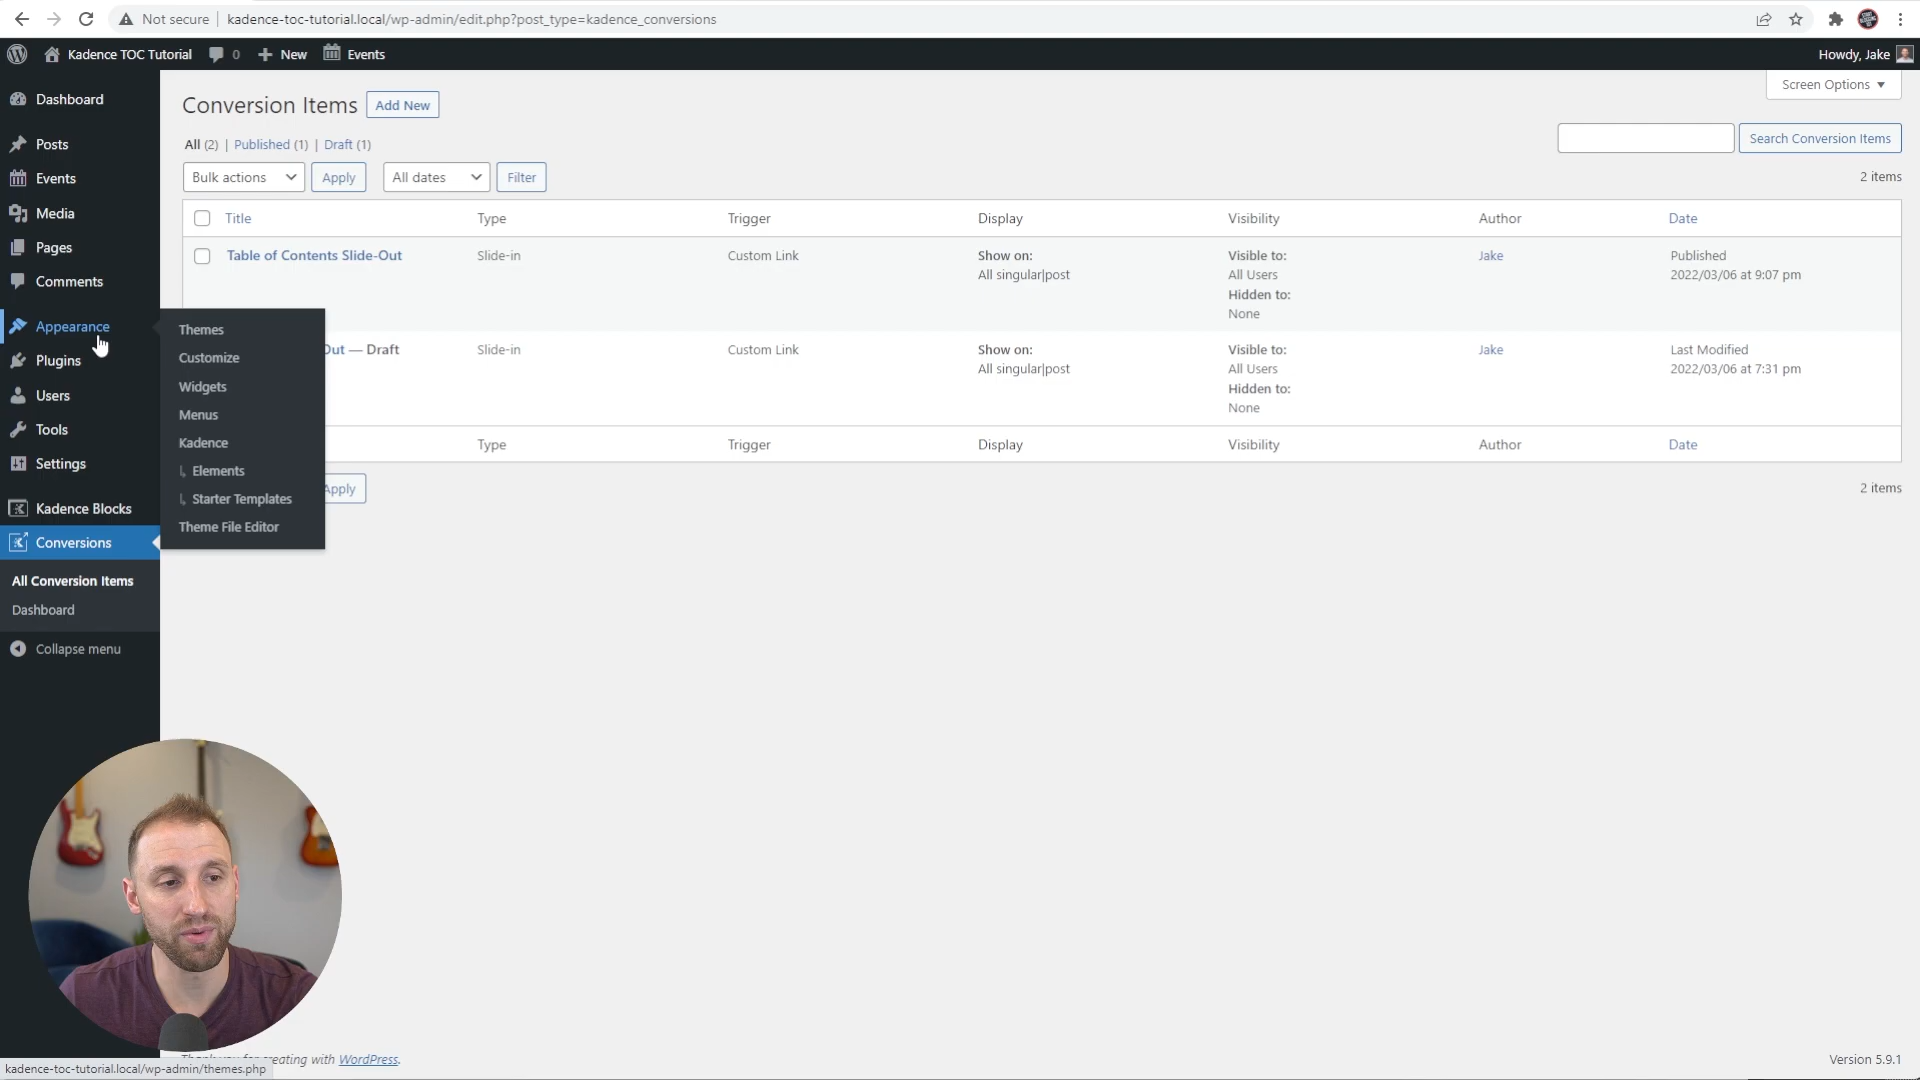 Not secure
kadence-toc-tutorial.local/wp-admin/edit.php?post_type=kadence_conversions
Kadence TOC Tutorial
0
New
Events
Howdy, Jake
Dashboard
Posts
Events
Media
Pages
Comments
Appearance
Plugins
Users
Tools
Settings
Kadence Blocks
Conversions
All Conversion Items
Dashboard
Collapse menu
Themes
Customize
Widgets
Menus
Kadence
Elements
Starter Templates
Theme File Editor
Screen Options
Conversion Items
Add New
All (2) | Published (1) | Draft (1)
Search Conversion Items
Bulk actions
Apply
All dates
Filter
2 items
Title Type Trigger Display Visibility Author Date
Table of Contents Slide-Out
Slide-in
Custom Link
Show on:
All singular|post
Visible to:
All Users
Hidden to:
None
Jake
Published
2022/03/06 at 9:07 pm
Out — Draft
Slide-in
Custom Link
Show on:
All singular|post
Visible to:
All Users
Hidden to:
None
Jake
Last Modified
2022/03/06 at 7:31 pm
Type Trigger Display Visibility Author Date
Apply
2 items
creating with WordPress.
Version 5.9.1
kadence-toc-tutorial.local/wp-admin/themes.php